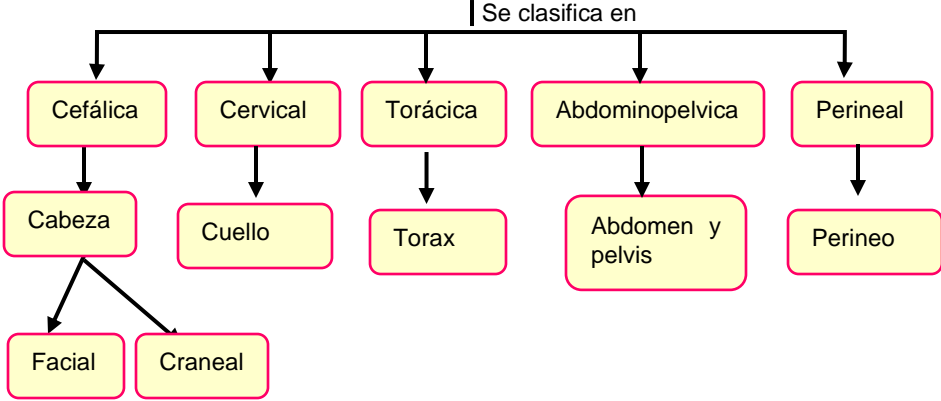 Se clasifica en
Cefálica
Cervical
Torácica
Abdominopelvica
Perineal
Cabeza
Cuello
Torax
Abdomen y
pelvis
Perineo
Facial
Craneal